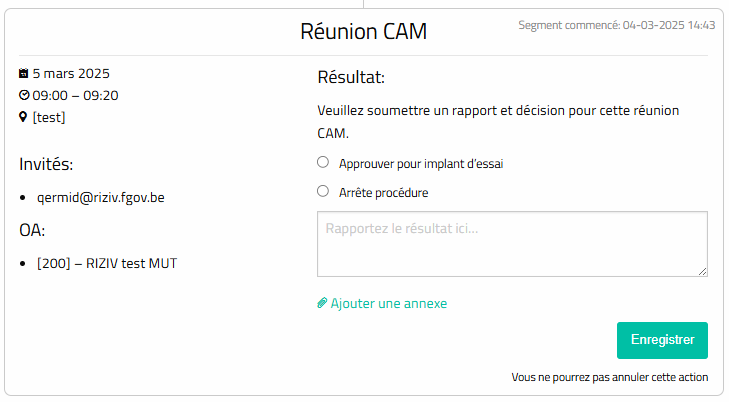 Réunion CAM
Segment commencé: 04-03-2025 14:43
5 mars 2025
09:00 – 09:20
[test]
Invités:
qermid@riziv.fgov.be
OA:
[200] – RIZIV test MUT
Résultat:
Veuillez soumettre un rapport et décision pour cette réunion
CAM.
Approuver pour implant d'essai
Arrête procédure
Rapportez le résultat ici...
Ajouter une annexe
Enregistrer
Vous ne pourrez pas annuler cette action